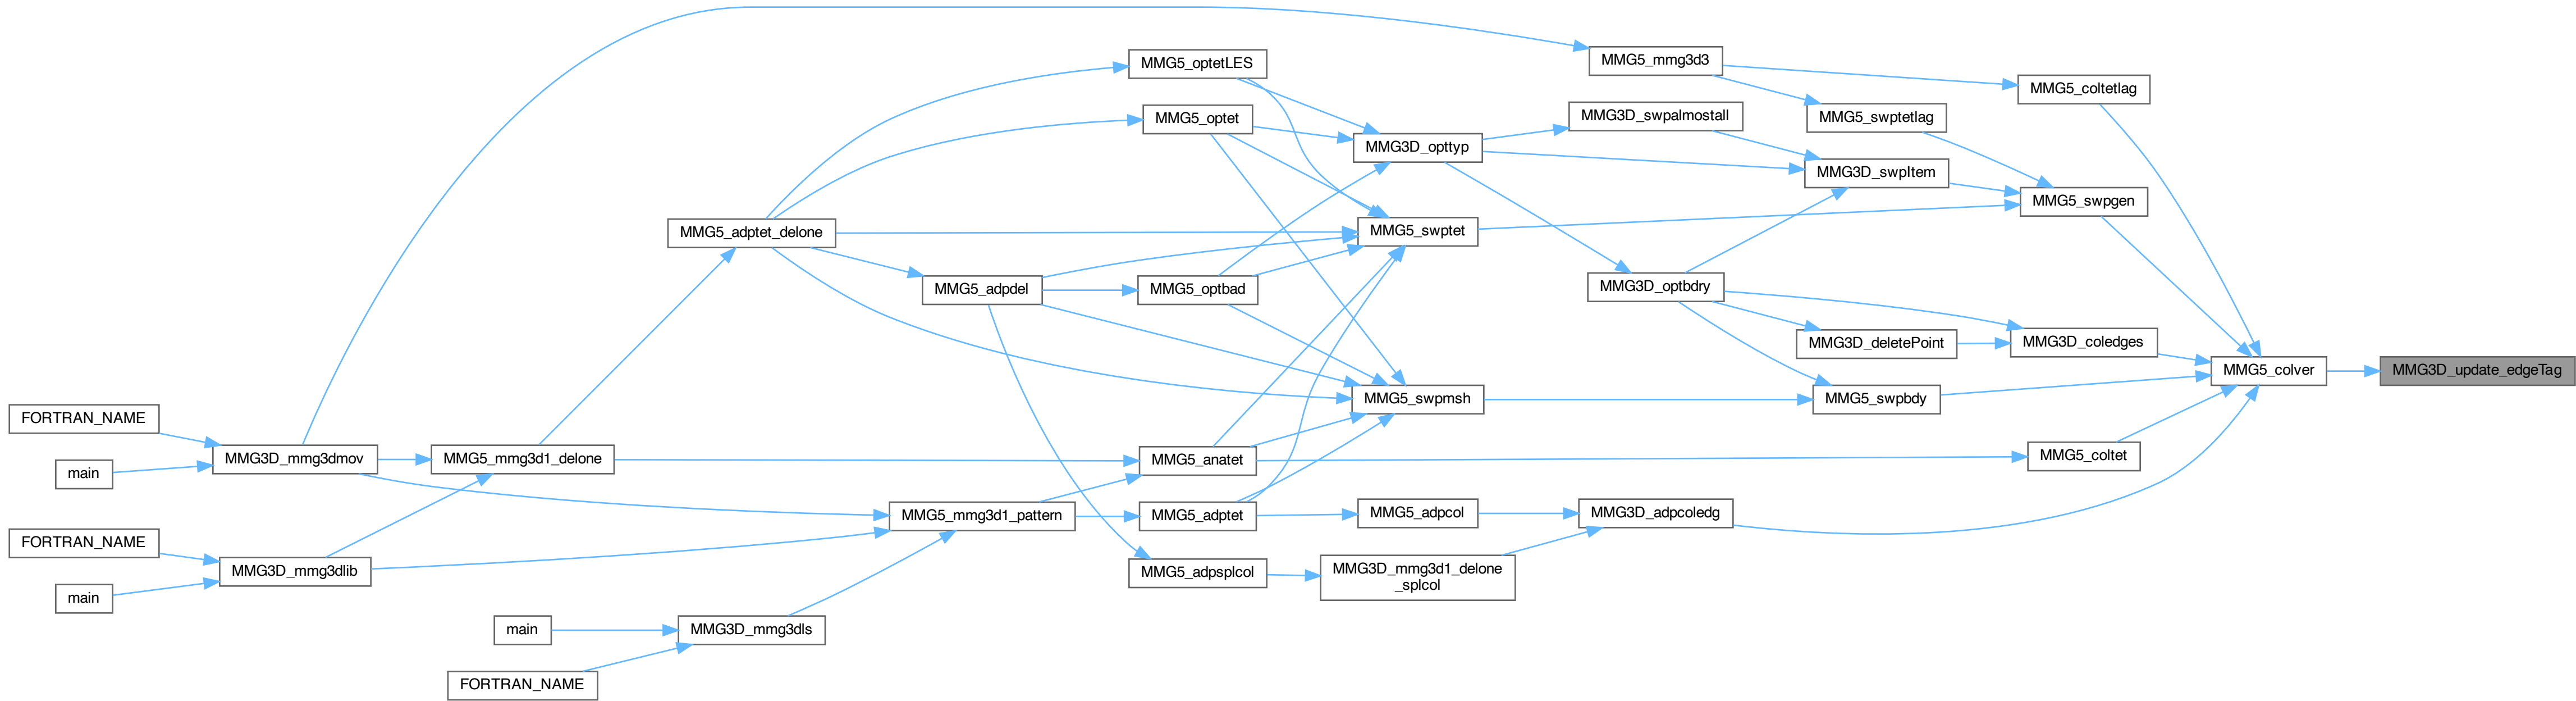 MMG5_mmg3d3
MMG5_optetLES
MMG5_coltetlag
MMG5_optet
MMG3D_swpalmostall
MMG5_swptetlag
MMG3D_opttyp
MMG3D_swpItem
MMG5_swpgen
MMG5_adptet_delone
MMG5_swptet
MMG5_adpdel
MMG5_optbad
MMG3D_optbdry
MMG3D_deletePoint
MMG3D_coledges
MMG5_colver
MMG3D_update_edgeTag
MMG5_swpmsh
MMG5_swpbdy
FORTRAN_NAME
main
MMG3D_mmg3dmov
MMG5_mmg3d1_delone
MMG5_anatet
MMG5_coltet
MMG5_mmg3d1_pattern
MMG5_adptet
MMG5_adpcol
MMG3D_adpcoledg
FORTRAN_NAME
main
MMG3D_mmg3dlib
MMG5_adpsplcol
MMG3D_mmg3d1_delone
_splcol
main
MMG3D_mmg3dls
FORTRAN_NAME